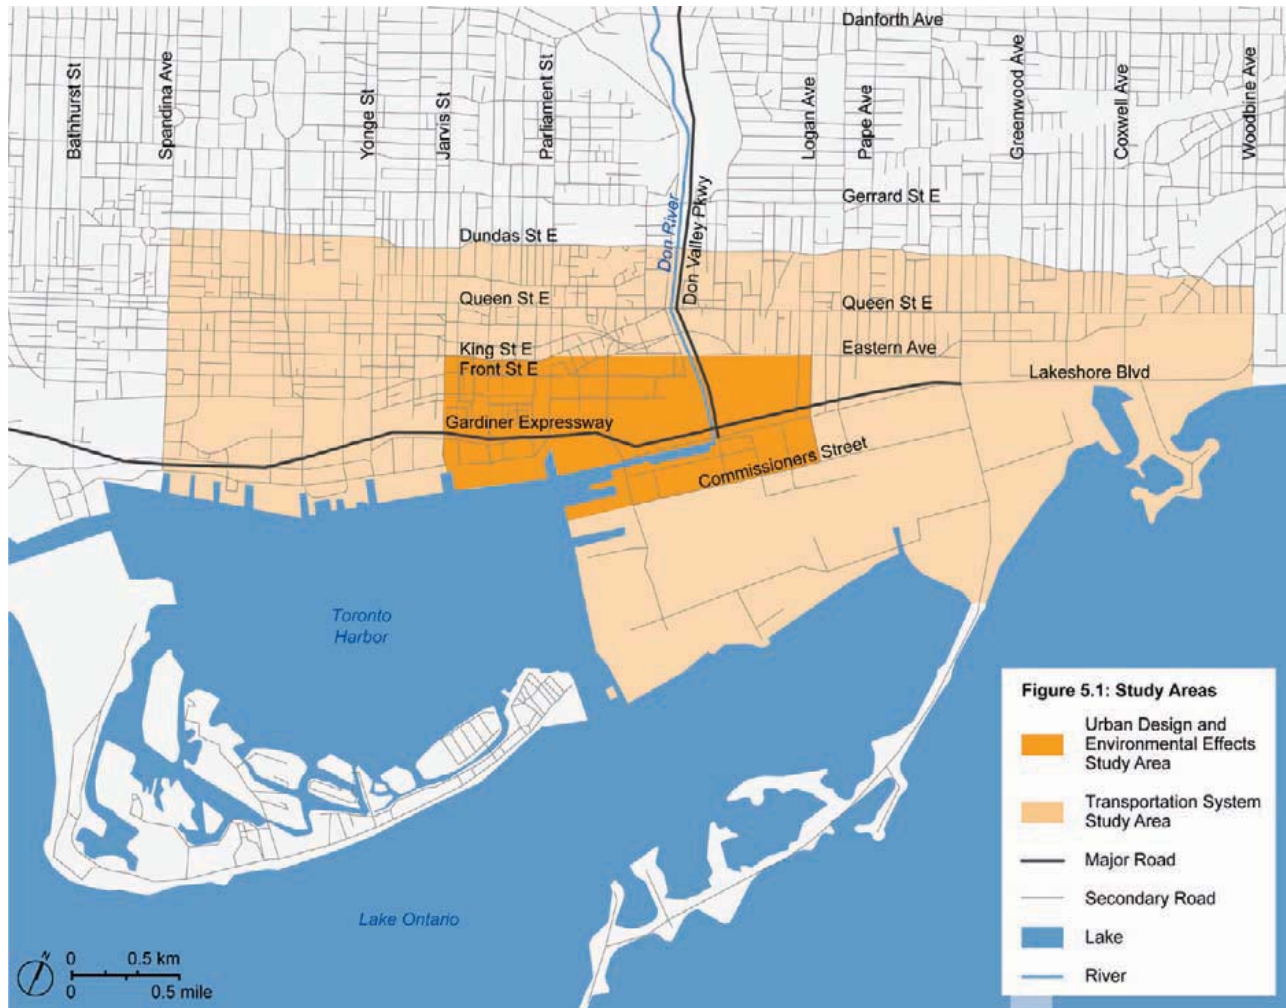 Danforth Ave
Bathhurst St
Spandina Ave
Yonge St
Jarvis St
Parliament St
Logan Ave
Pape Ave
Greenwood Ave
Coxwell Ave
Woodbine Ave
Gerrard St E
Don River
Don Valley Pkwy
Dundas St E
Queen St E
Queen St E
King St E
Eastern Ave
Front St E
Lakeshore Blvd
Gardiner Expressway
Commissioners Street
Toronto
Harbor
Lake Ontario
Figure 5.1: Study Areas
Urban Design and
Environmental Effects
Study Area
Transportation System
Study Area
Major Road
Secondary Road
Lake
River
N
0 0.5 km
0 0.5 mile